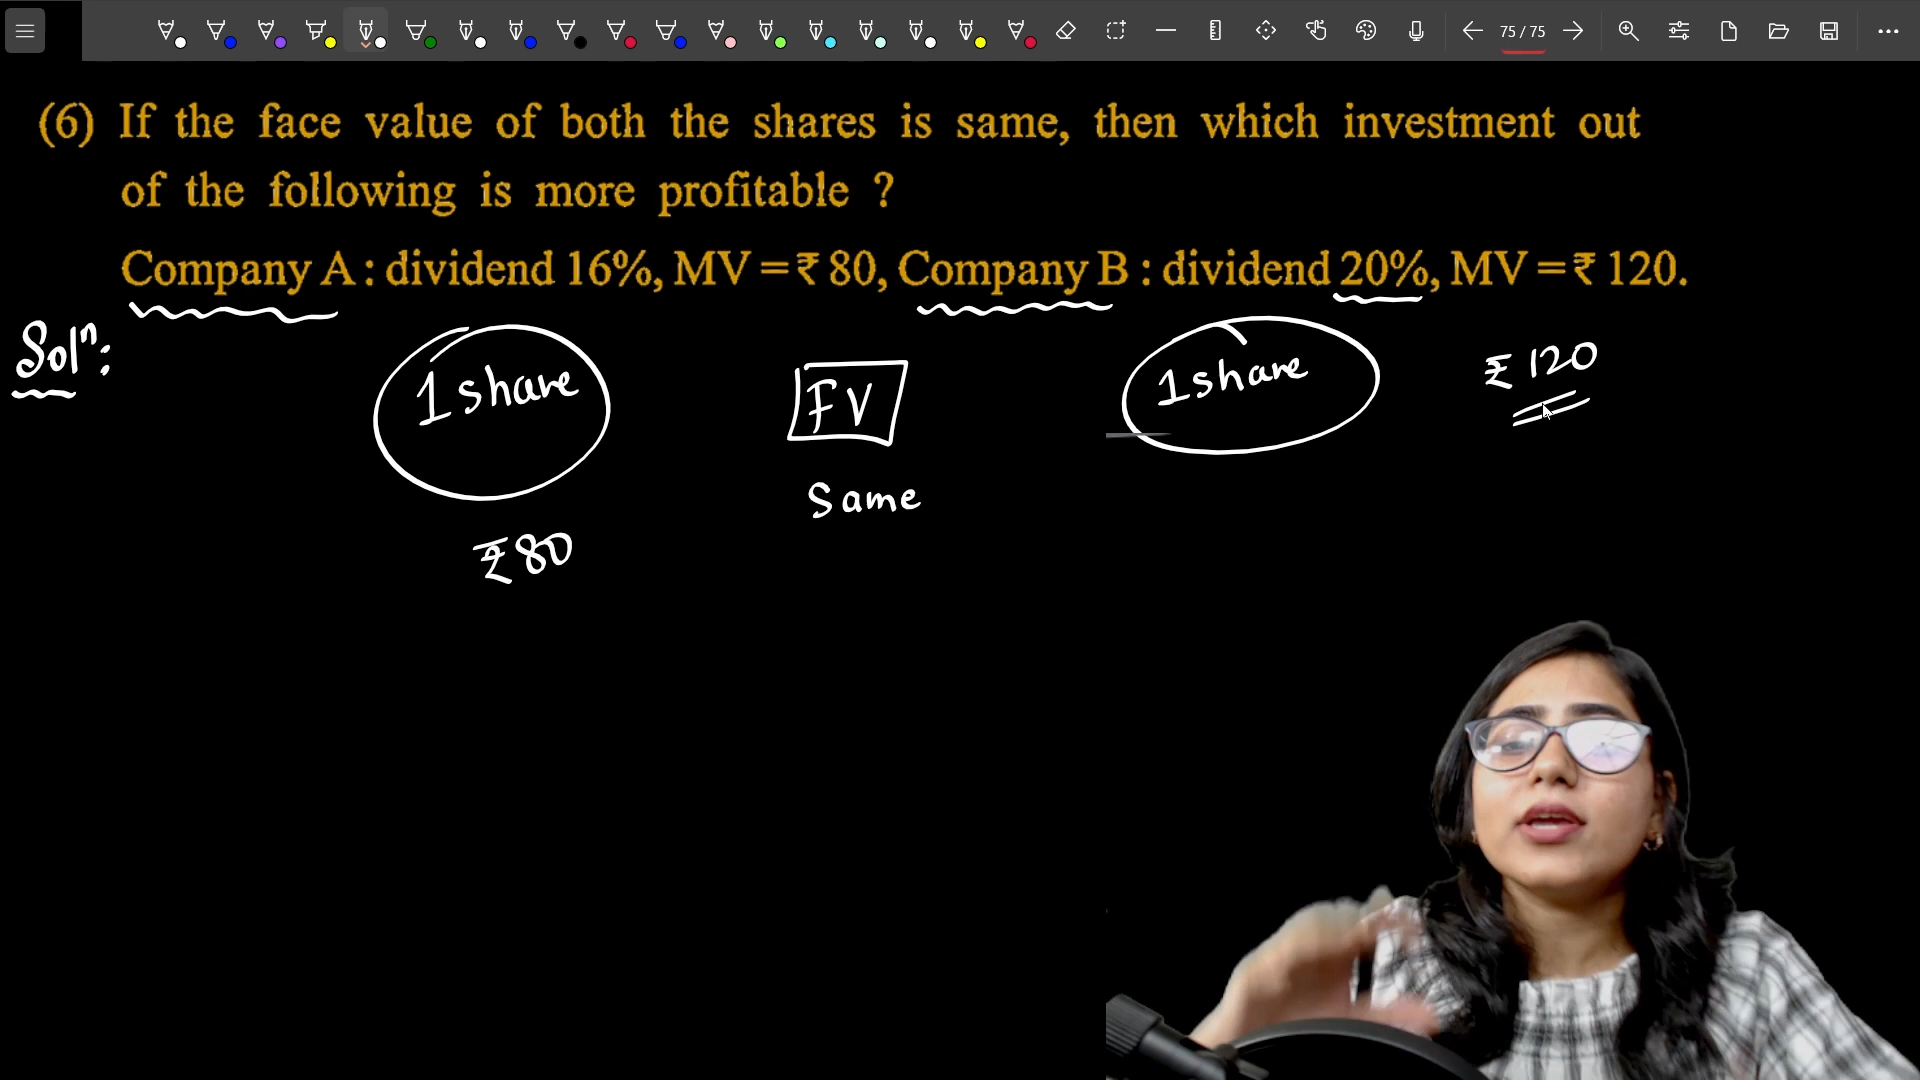 75 / 75
(6) If the face value of both the shares is same, then which investment out
of the following is more profitable ?
Company A : dividend 16%, MV = ₹ 80, Company B : dividend 20%, MV = ₹ 120.
Solⁿ:
1 share
FV
1 share
₹ 120
Same
₹ 80